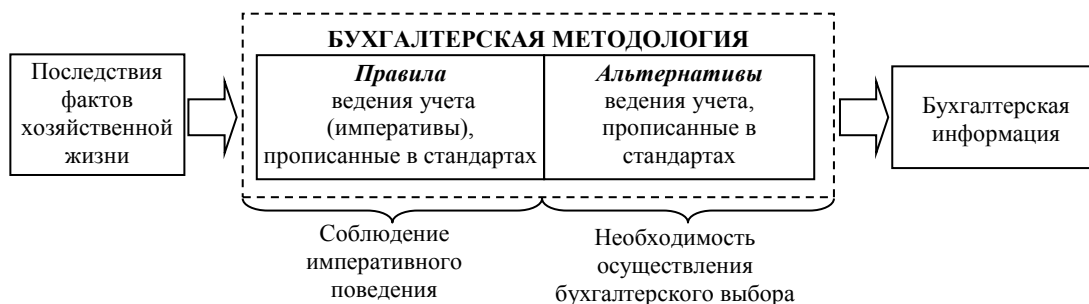 БУХГАЛТЕРСКАЯ МЕТОДОЛОГИЯ
Последствия
фактов
хозяйственной
жизни
Правила
ведения учета
(императивы),
прописанные в стандартах
Альтернативы
ведения учета,
прописанные в
стандартах
Бухгалтерская
информация
Соблюдение
императивного
поведения
Необходимость
осуществления
бухгалтерского выбора